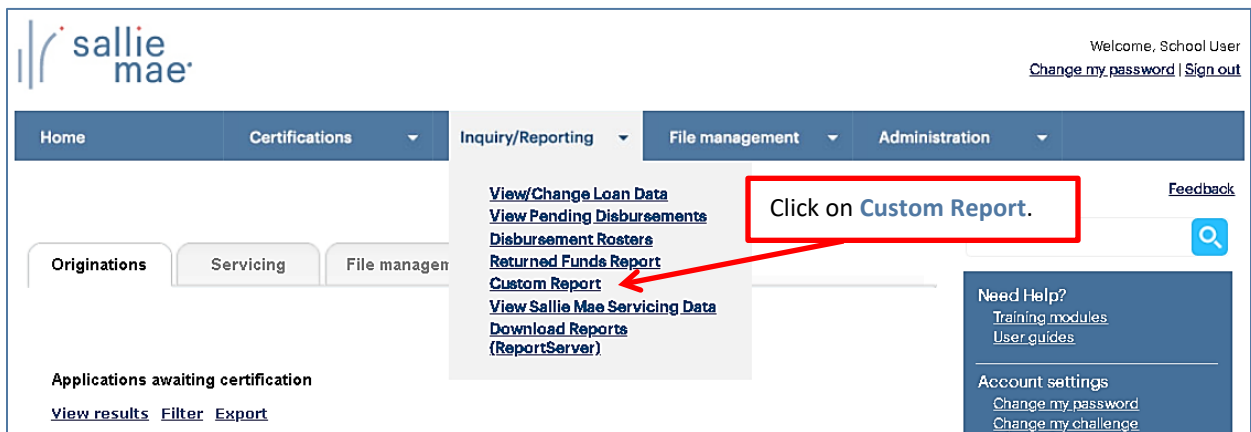 sallie
mae
Welcome, School User
Change my password | Sign out
Home Certifications Inquiry/Reporting File management Administration
Feedback
View/Change Loan Data
View Pending Disbursements
Disbursement Rosters
Returned Funds Report
Custom Report
View Sallie Mae Servicing Data
Download Reports
(ReportServer)
Click on Custom Report.
Originations Servicing File managem
Need Help?
Training modules
User guides
Applications awaiting certification
View results Filter Export
Account settings
Change my password
Change my challenge